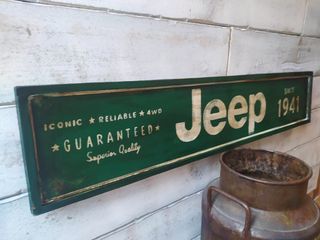 ICONIC ★ RELIABLE ★ 4WD
★ GUARANTEED ★
Superior Quality
Jeep
SINCE
1941